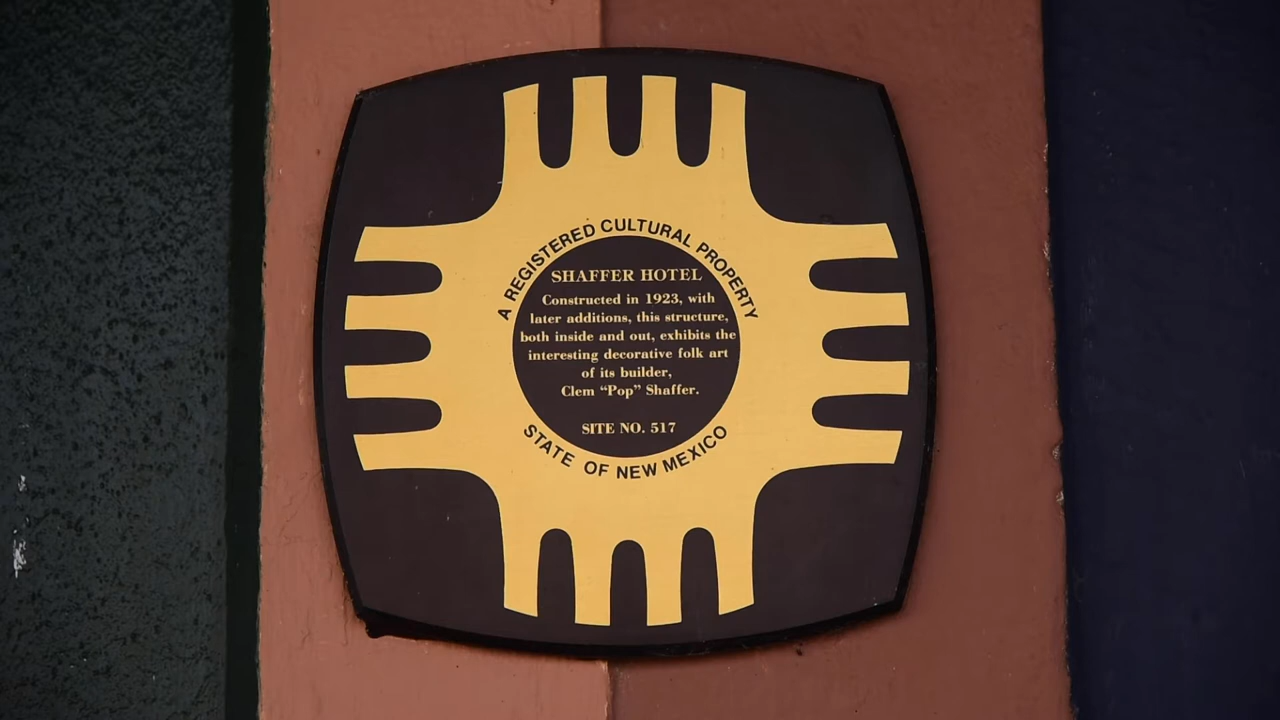 A REGISTERED CULTURAL PROPERTY
SHAFFER HOTEL
Constructed in 1923, with
later additions, this structure,
both inside and out, exhibits the
interesting decorative folk art
of its builder,
Clem “Pop” Shaffer.
SITE NO. 517
STATE OF NEW MEXICO